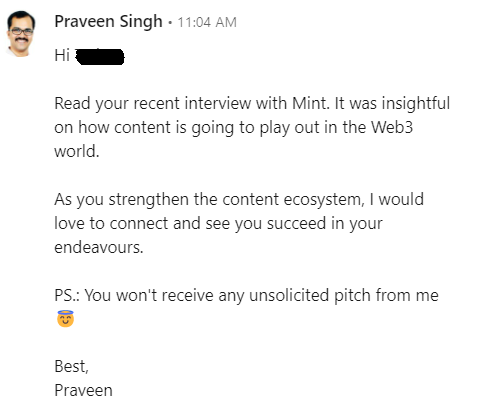 Praveen Singh • 11:04 AM
Hi
Read your recent interview with Mint. It was insightful
on how content is going to play out in the Web3
world.
As you strengthen the content ecosystem, I would
love to connect and see you succeed in your
endeavours.
PS.: You won't receive any unsolicited pitch from me
😇
Best,
Praveen